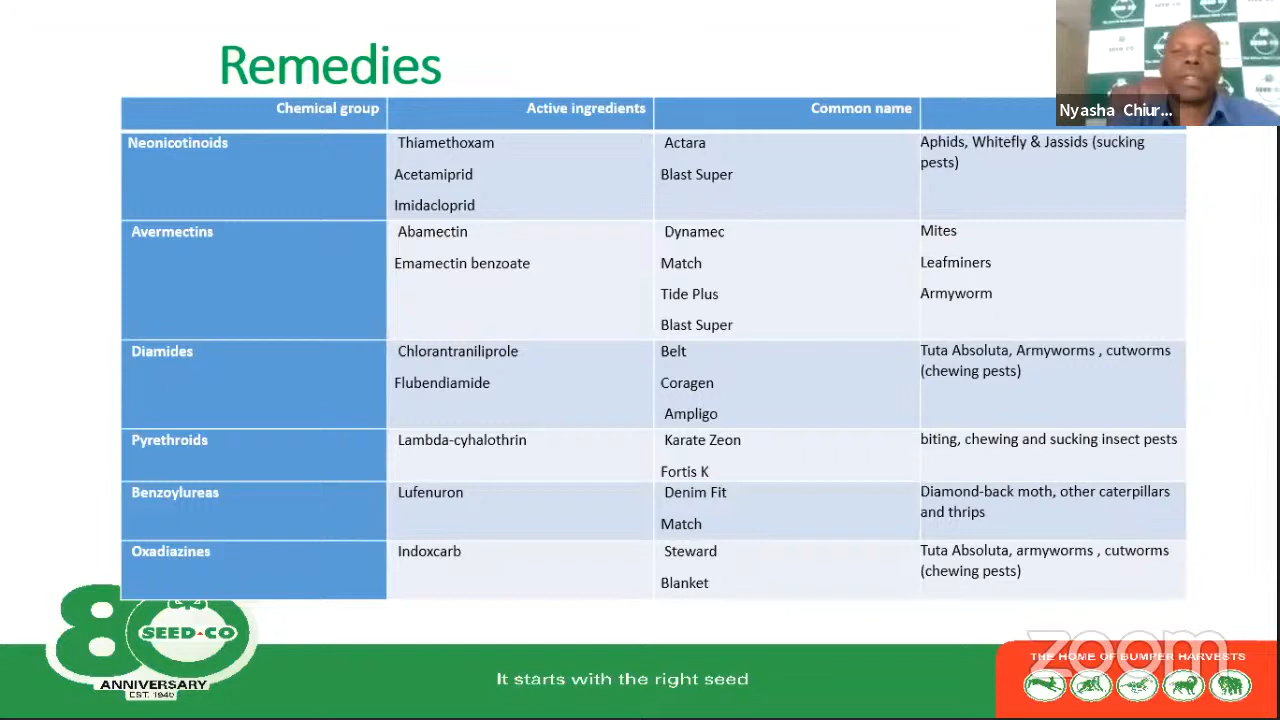 Remedies
Nyasha Chiur...
Chemical group
Active ingredients
Common name
Neonicotinoids
Thiamethoxam
Acetamiprid
Imidacloprid
Actara
Blast Super
Aphids, Whitefly & Jassids (sucking
pests)
Avermectins
Abamectin
Emamectin benzoate
Dynamec
Match
Tide Plus
Blast Super
Mites
Leafminers
Armyworm
Diamides
Chlorantraniliprole
Flubendiamide
Belt
Coragen
Ampligo
Tuta Absoluta, Armyworms , cutworms
(chewing pests)
Pyrethroids
Lambda-cyhalothrin
Karate Zeon
Fortis K
biting, chewing and sucking insect pests
Benzoylureas
Lufenuron
Denim Fit
Match
Diamond-back moth, other caterpillars
and thrips
Oxadiazines
Indoxcarb
Steward
Blanket
Tuta Absoluta, armyworms , cutworms
(chewing pests)
80
SEED-CO
ANNIVERSARY
EST. 1940
It starts with the right seed
zoom
THE HOME OF BUMPER HARVESTS